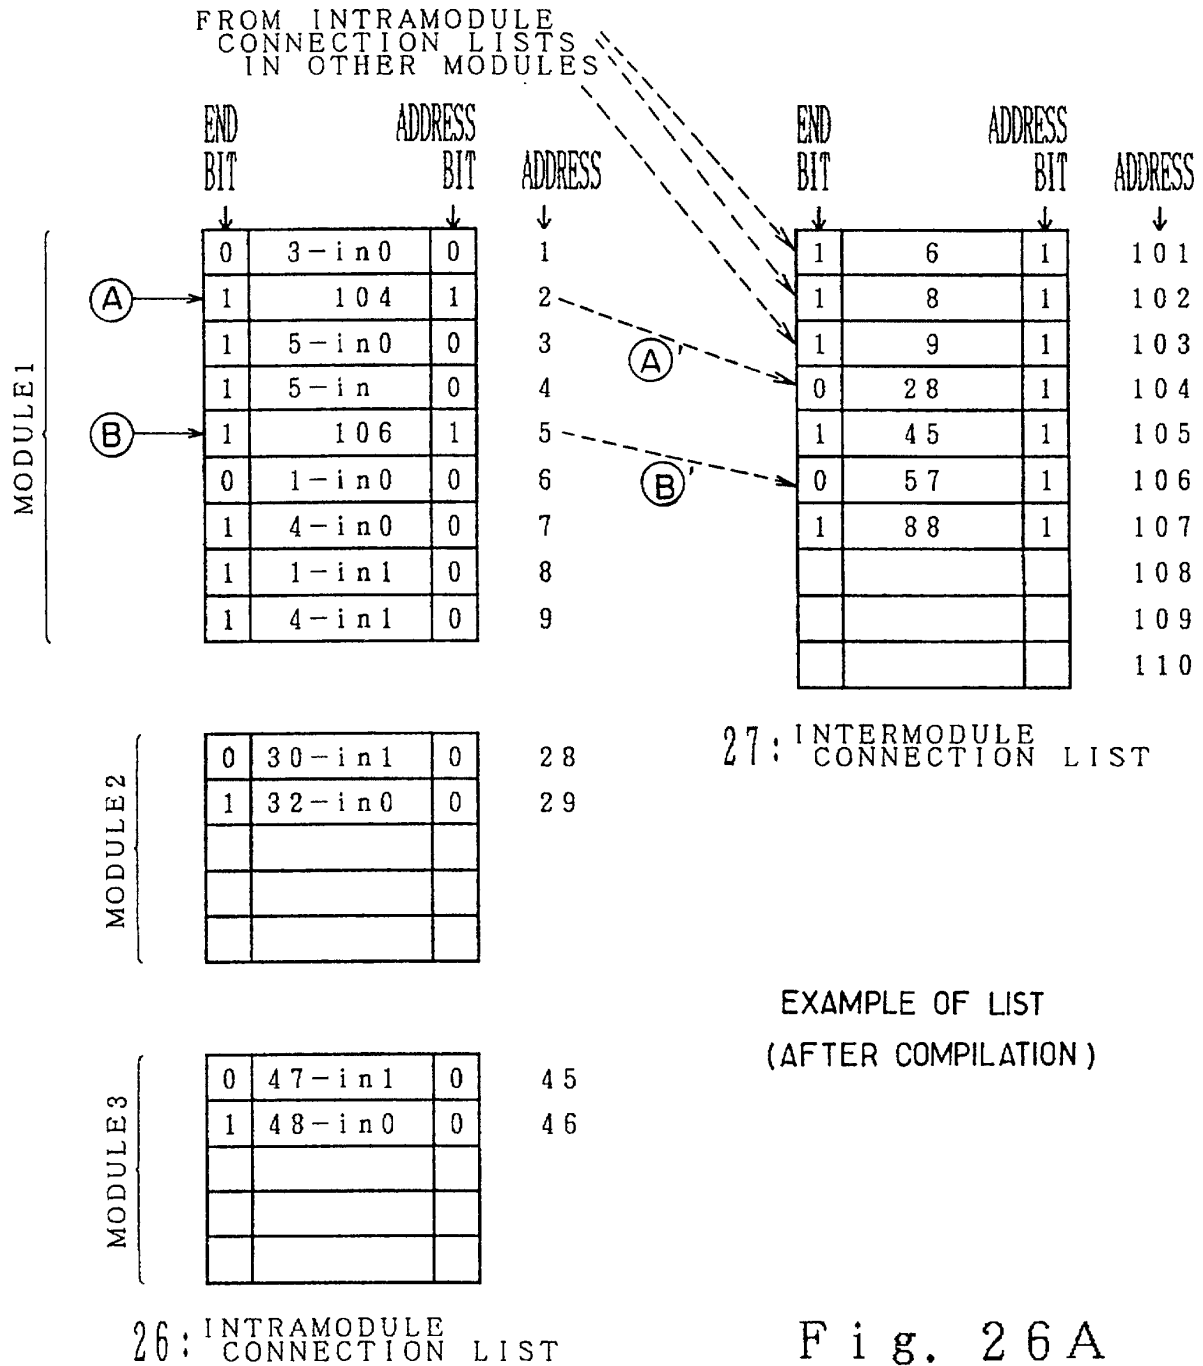 FROM INTRAMODULE
CONNECTION LISTS
IN OTHER MODULES
END BIT ADDRESS BIT ADDRESS
END BIT ADDRESS BIT ADDRESS
MODULE1
0 3-in0 0 1
A 1 104 1 2
1 5-in0 0 3
1 5-in 0 4
B 1 106 1 5
0 1-in0 0 6
1 4-in0 0 7
1 1-in1 0 8
1 4-in1 0 9
A'
B'
1 6 1 101
1 8 1 102
1 9 1 103
0 28 1 104
1 45 1 105
0 57 1 106
1 88 1 107
108
109
110
27: INTERMODULE
CONNECTION LIST
MODULE2
0 30-in1 0 28
1 32-in0 0 29
EXAMPLE OF LIST
(AFTER COMPILATION)
MODULE3
0 47-in1 0 45
1 48-in0 0 46
26: INTRAMODULE
CONNECTION LIST
Fig. 26A